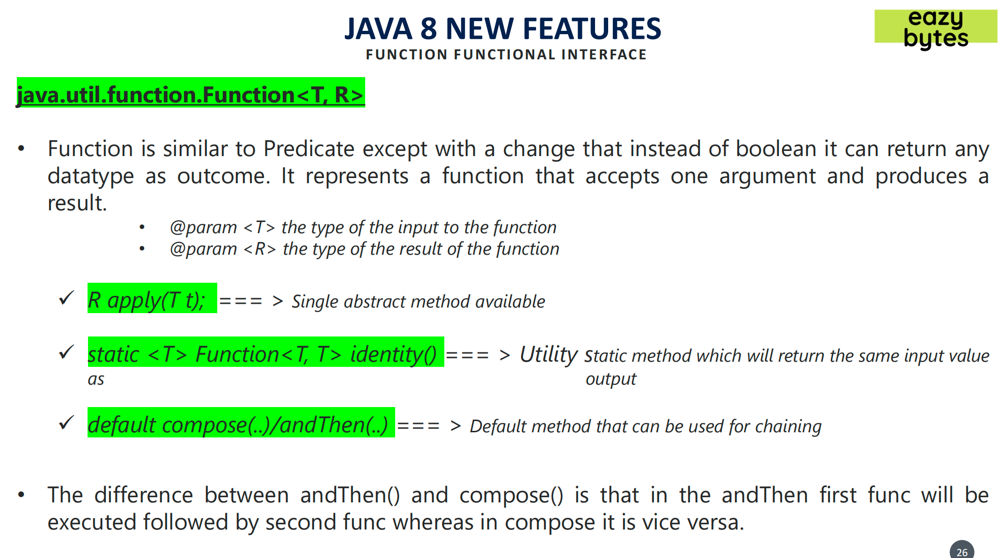 JAVA 8 NEW FEATURES
eazy
bytes
FUNCTION FUNCTIONAL INTERFACE
java.util.function.Function<T, R>
• Function is similar to Predicate except with a change that instead of boolean it can return any
datatype as outcome. It represents a function that accepts one argument and produces a
result.
• @param <T> the type of the input to the function
• @param <R> the type of the result of the function
✓ R apply(T t); === > Single abstract method available
✓ static <T> Function<T, T> identity() === > Utility static method which will return the same input value
as output
✓ default compose(..)/andThen(..) === > Default method that can be used for chaining
• The difference between andThen() and compose() is that in the andThen first func will be
executed followed by second func whereas in compose it is vice versa.
26